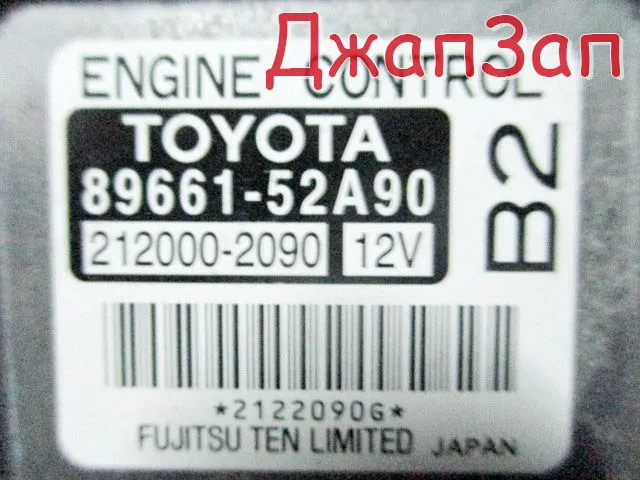 ДжапЗап
ENGINE CONTROL
TOYOTA
89661-52A90
212000-2090 12V
B2
*2122090G*
FUJITSU TEN LIMITED JAPAN